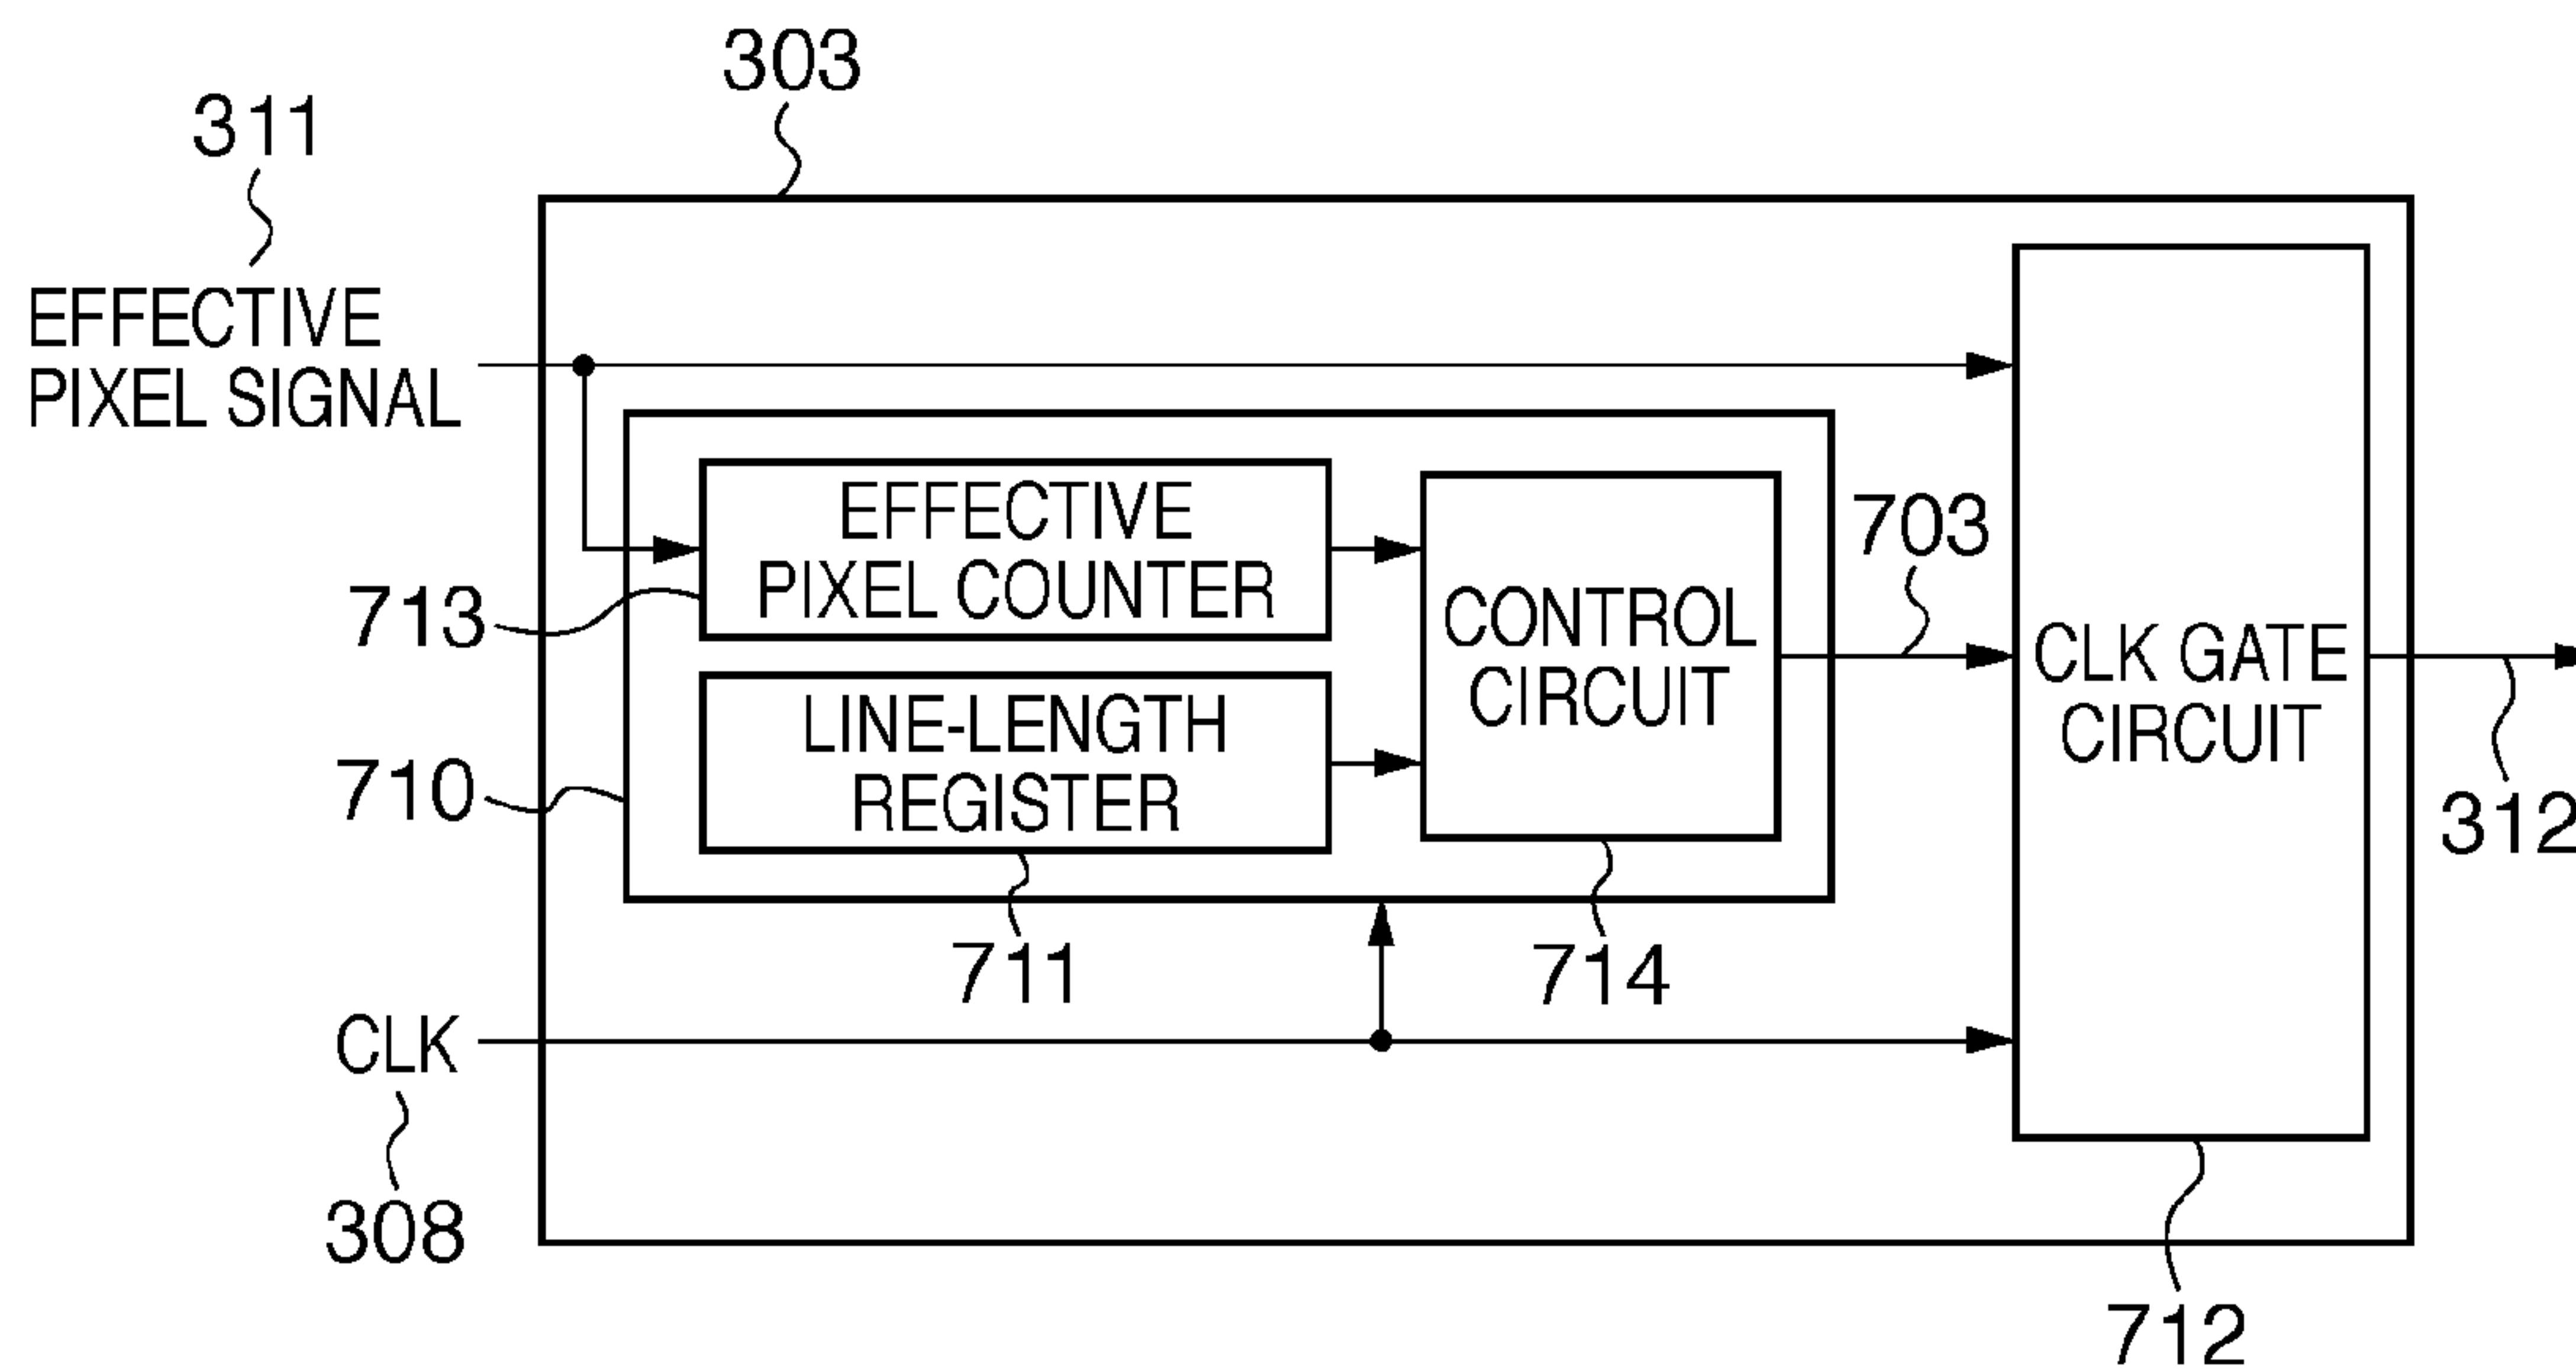 303
311
EFFECTIVE
PIXEL SIGNAL
EFFECTIVE
PIXEL COUNTER
713
CONTROL
CIRCUIT
703
CLK GATE
CIRCUIT
LINE-LENGTH
REGISTER
710
312
711
714
CLK
308
712